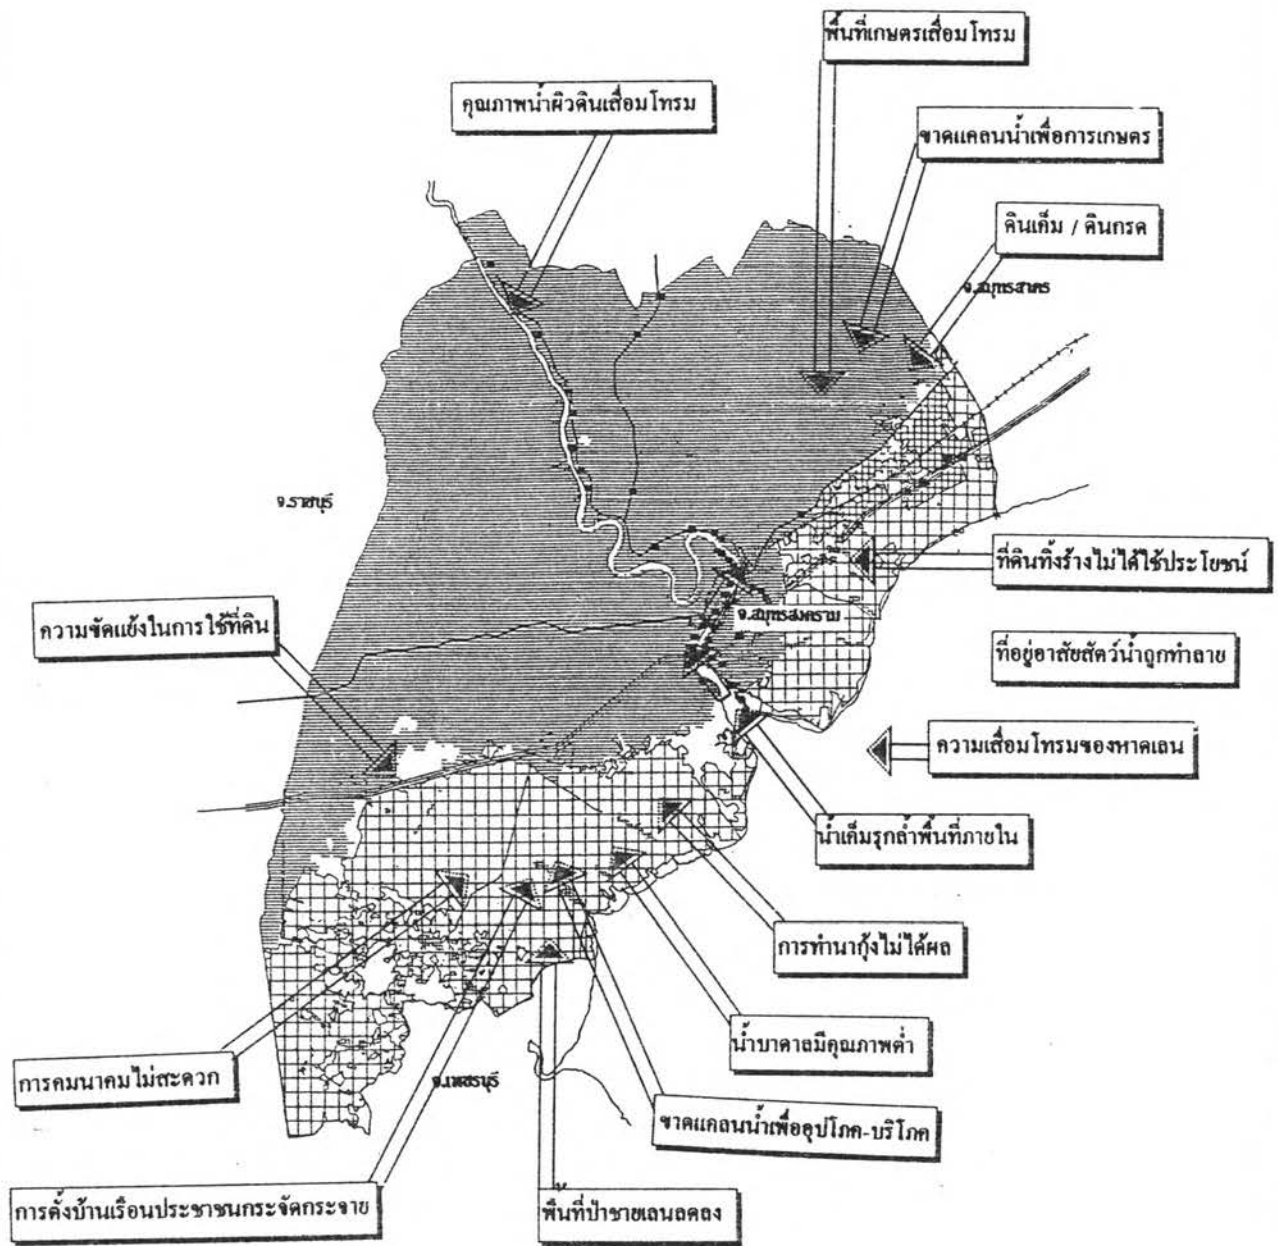 พื้นที่เกษตรเสื่อมโทรม
คุณภาพน้ำผิวดินเสื่อมโทรม
ขาดแคลนน้ำเพื่อการเกษตร
ดินเค็ม / ดินกรด
จ.สมุทรสาคร
จ.ราชบุรี
ที่ดินทิ้งร้างไม่ได้ใช้ประโยชน์
จ.สมุทรสงคราม
ความขัดแย้งในการใช้ที่ดิน
ที่อยู่อาศัยสัตว์น้ำถูกทำลาย
ความเสื่อมโทรมของหาดเลน
น้ำเค็มรุกล้ำพื้นที่ภายใน
การทำนากุ้งไม่ได้ผล
น้ำบาดาลมีคุณภาพต่ำ
การคมนาคมไม่สะดวก
จ.เพชรบุรี
ขาดแคลนน้ำเพื่ออุปโภค-บริโภค
การตั้งบ้านเรือนประชาชนกระจัดกระจาย
พื้นที่ป่าชายเลนลดลง